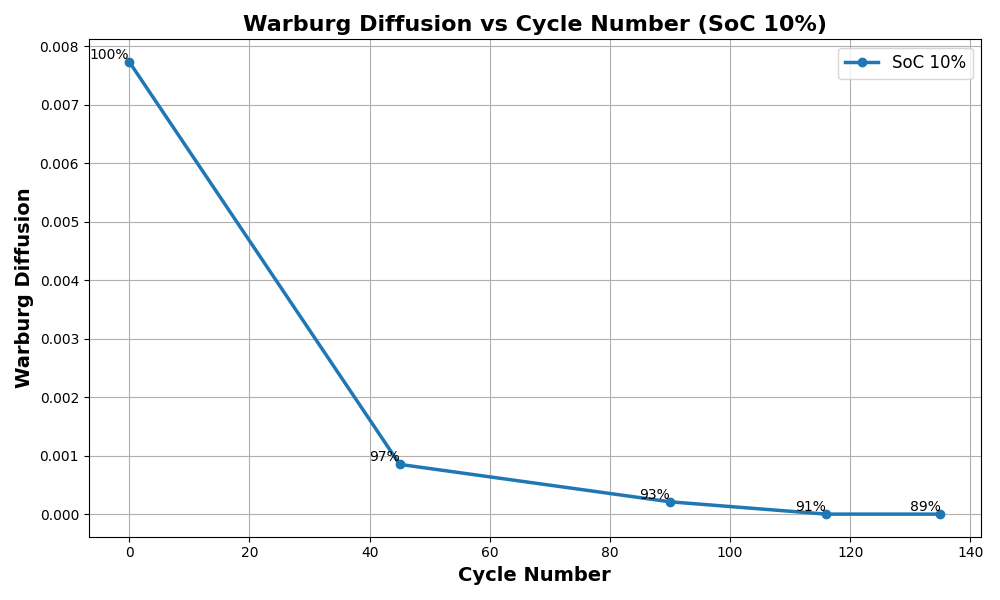 Warburg Diffusion vs Cycle Number (SoC 10%)
SoC 10%
Warburg Diffusion
0.008
0.007
0.006
0.005
0.004
0.003
0.002
0.001
0.000
100%
97%
93%
91%
89%
0 20 40 60 80 100 120 140
Cycle Number